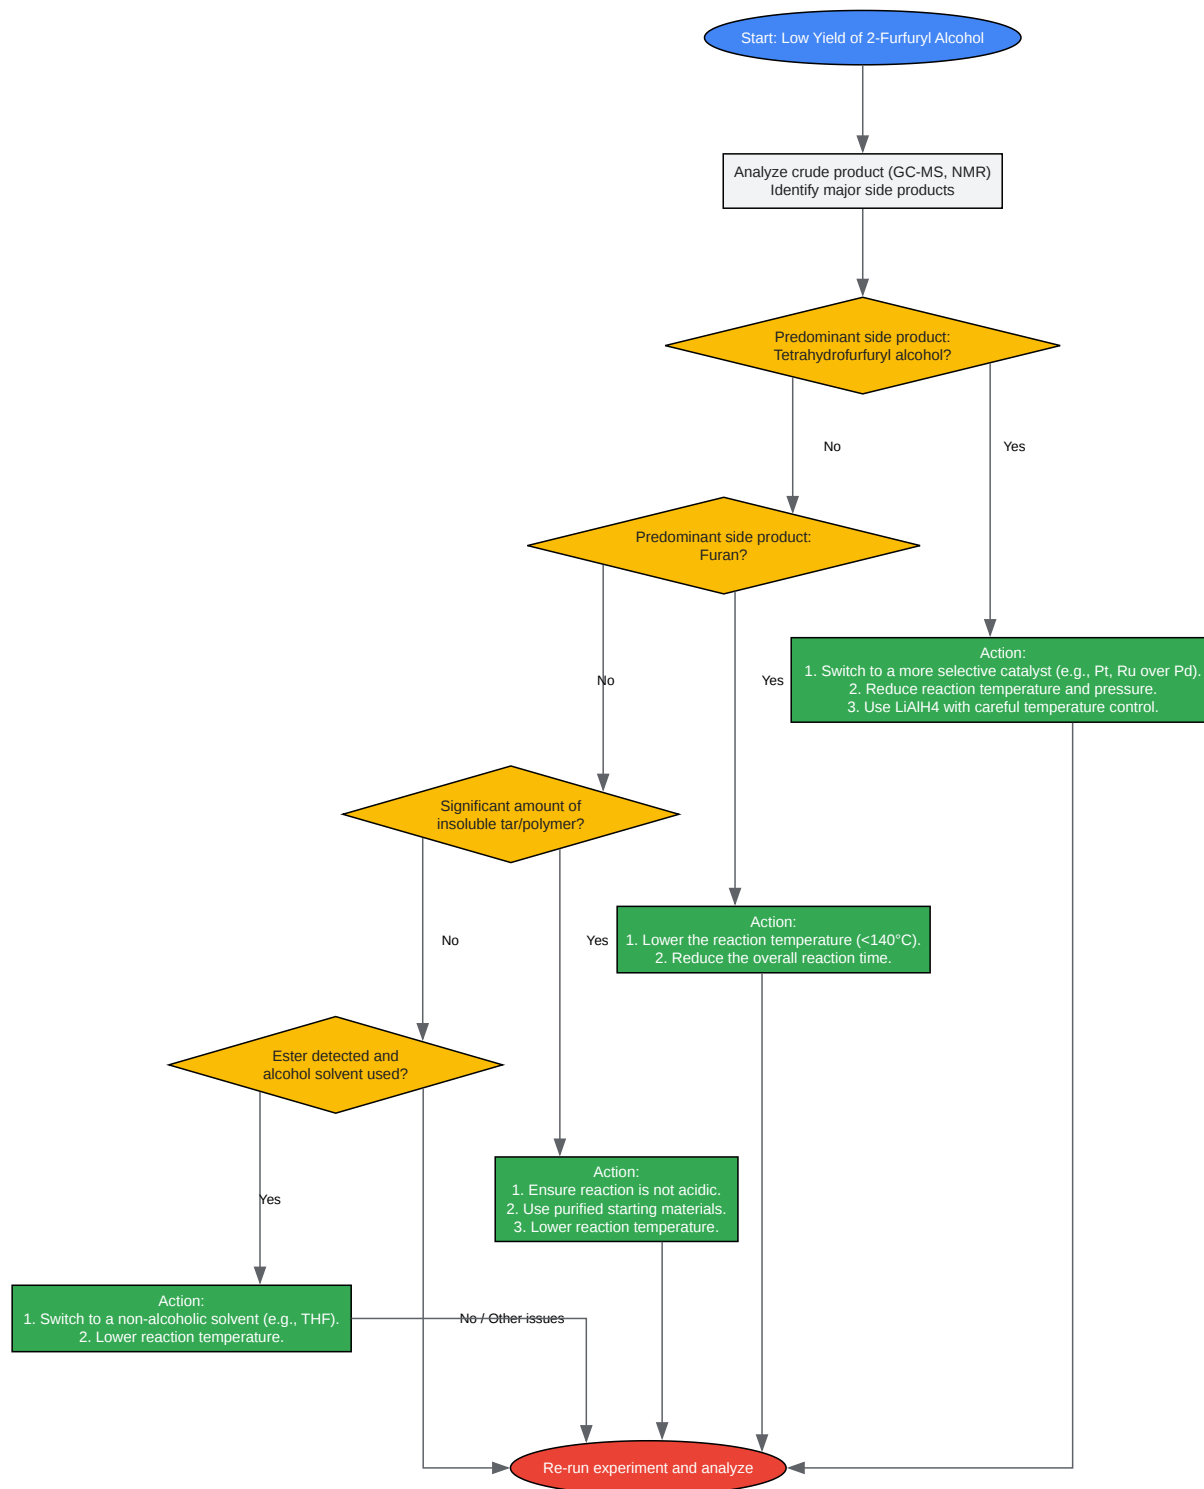 Start: Low Yield of 2-Furfuryl Alcohol
Analyze crude product (GC-MS, NMR)
Identify major side products
Predominant side product:
Tetrahydrofurfuryl alcohol?
No
Yes
Predominant side product:
Furan?
No
Yes
Action:
1. Switch to a more selective catalyst (e.g., Pt, Ru over Pd).
2. Reduce reaction temperature and pressure.
3. Use LiAlH4 with careful temperature control.
Significant amount of
insoluble tar/polymer?
No
Yes
Action:
1. Lower the reaction temperature (<140°C).
2. Reduce the overall reaction time.
Ester detected and
alcohol solvent used?
Yes
Action:
1. Ensure reaction is not acidic.
2. Use purified starting materials.
3. Lower reaction temperature.
Action:
1. Switch to a non-alcoholic solvent (e.g., THF).
2. Lower reaction temperature.
No / Other issues
Re-run experiment and analyze